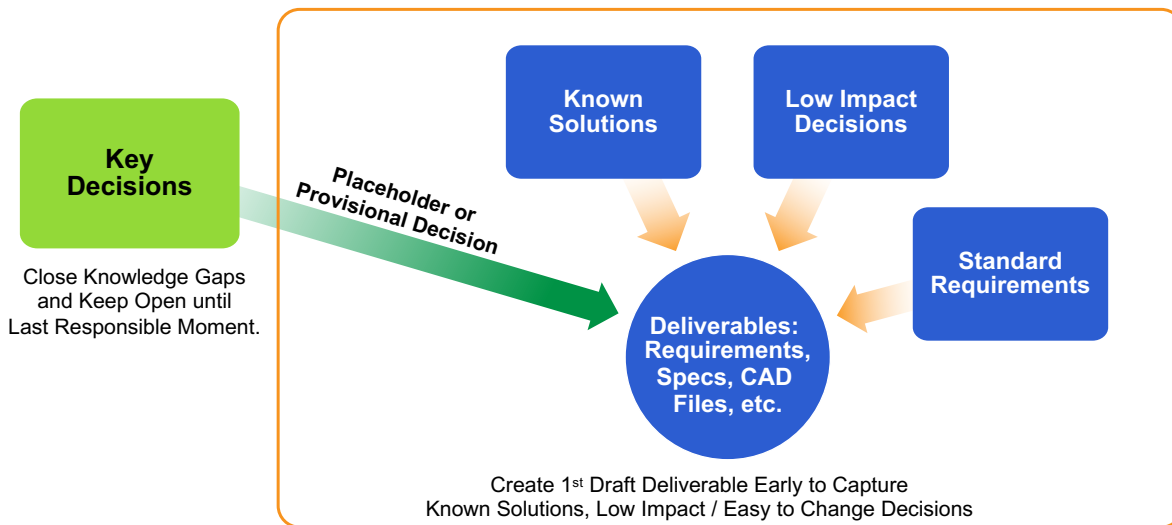 Key
Decisions
Close Knowledge Gaps
and Keep Open until
Last Responsible Moment.
Placeholder or
Provisional Decision
Known
Solutions
Low Impact
Decisions
Standard
Requirements
Deliverables:
Requirements,
Specs, CAD
Files, etc.
Create 1st Draft Deliverable Early to Capture
Known Solutions, Low Impact / Easy to Change Decisions